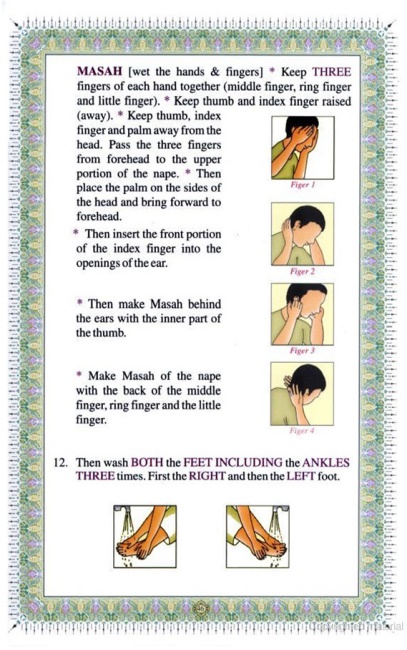 MASAH [wet the hands & fingers] * Keep THREE
fingers of each hand together (middle finger, ring finger
and little finger). * Keep thumb and index finger raised
(away). * Keep thumb, index
finger and palm away from the
head. Pass the three fingers
from forehead to the upper
portion of the nape. * Then
place the palm on the sides of
the head and bring forward to
forehead.
Figer 1
* Then insert the front portion
of the index finger into the
openings of the ear.
Figer 2
* Then make Masah behind
the ears with the inner part of
the thumb.
Figer 3
* Make Masah of the nape
with the back of the middle
finger, ring finger and the little
finger.
Figer 4
12. Then wash BOTH the FEET INCLUDING the ANKLES
THREE times. First the RIGHT and then the LEFT foot.
Copyrighted material